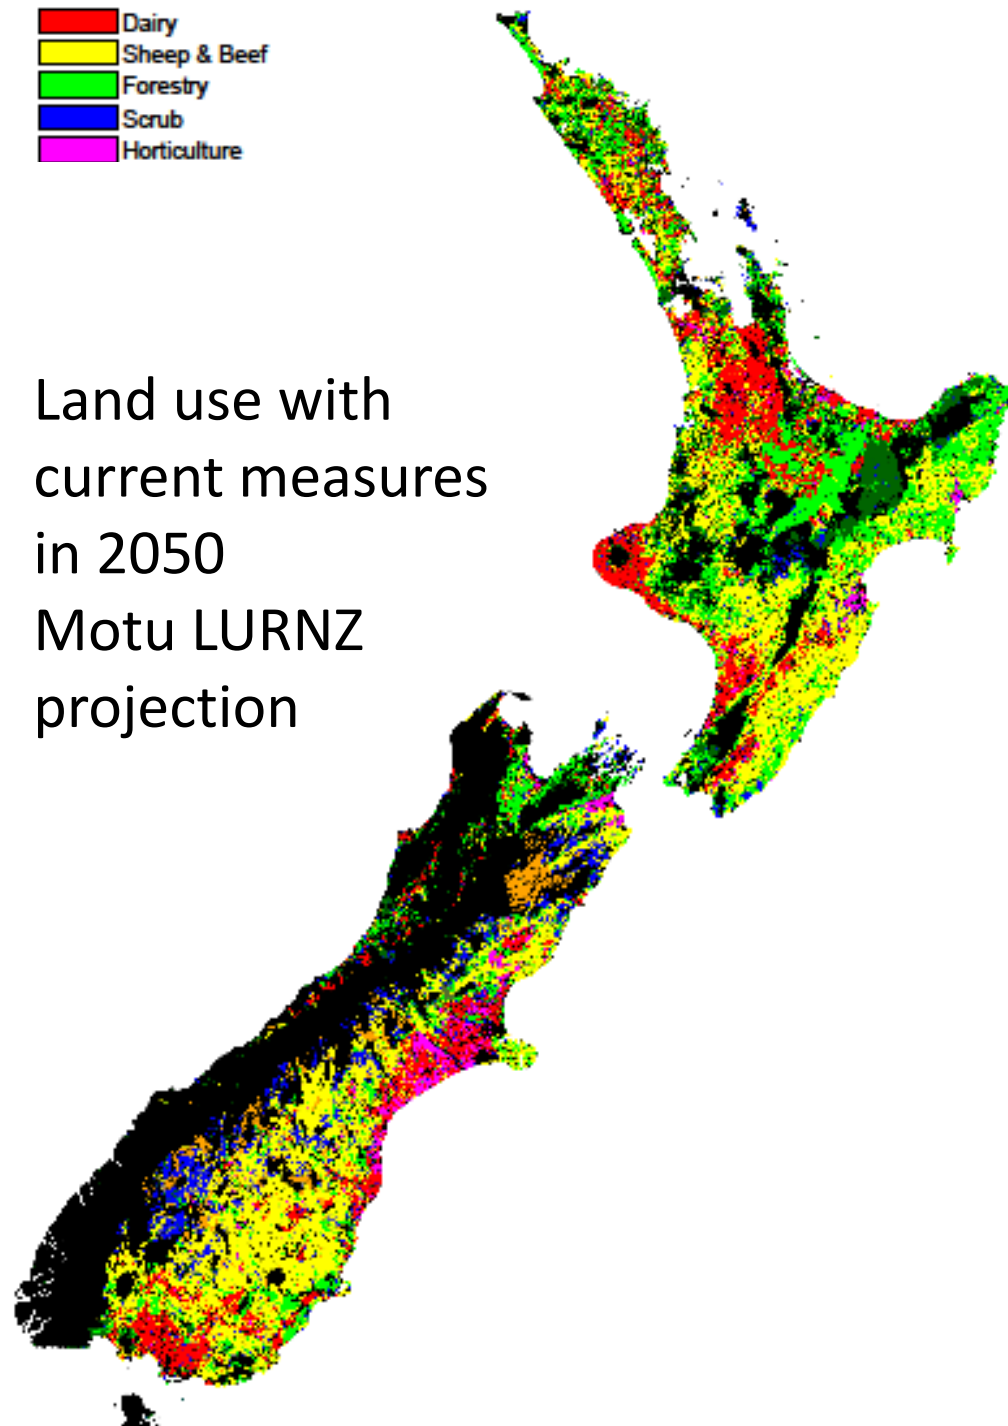 Dairy
Sheep & Beef
Forestry
Scrub
Horticulture
Land use with
current measures
in 2050
Motu LURNZ
projection